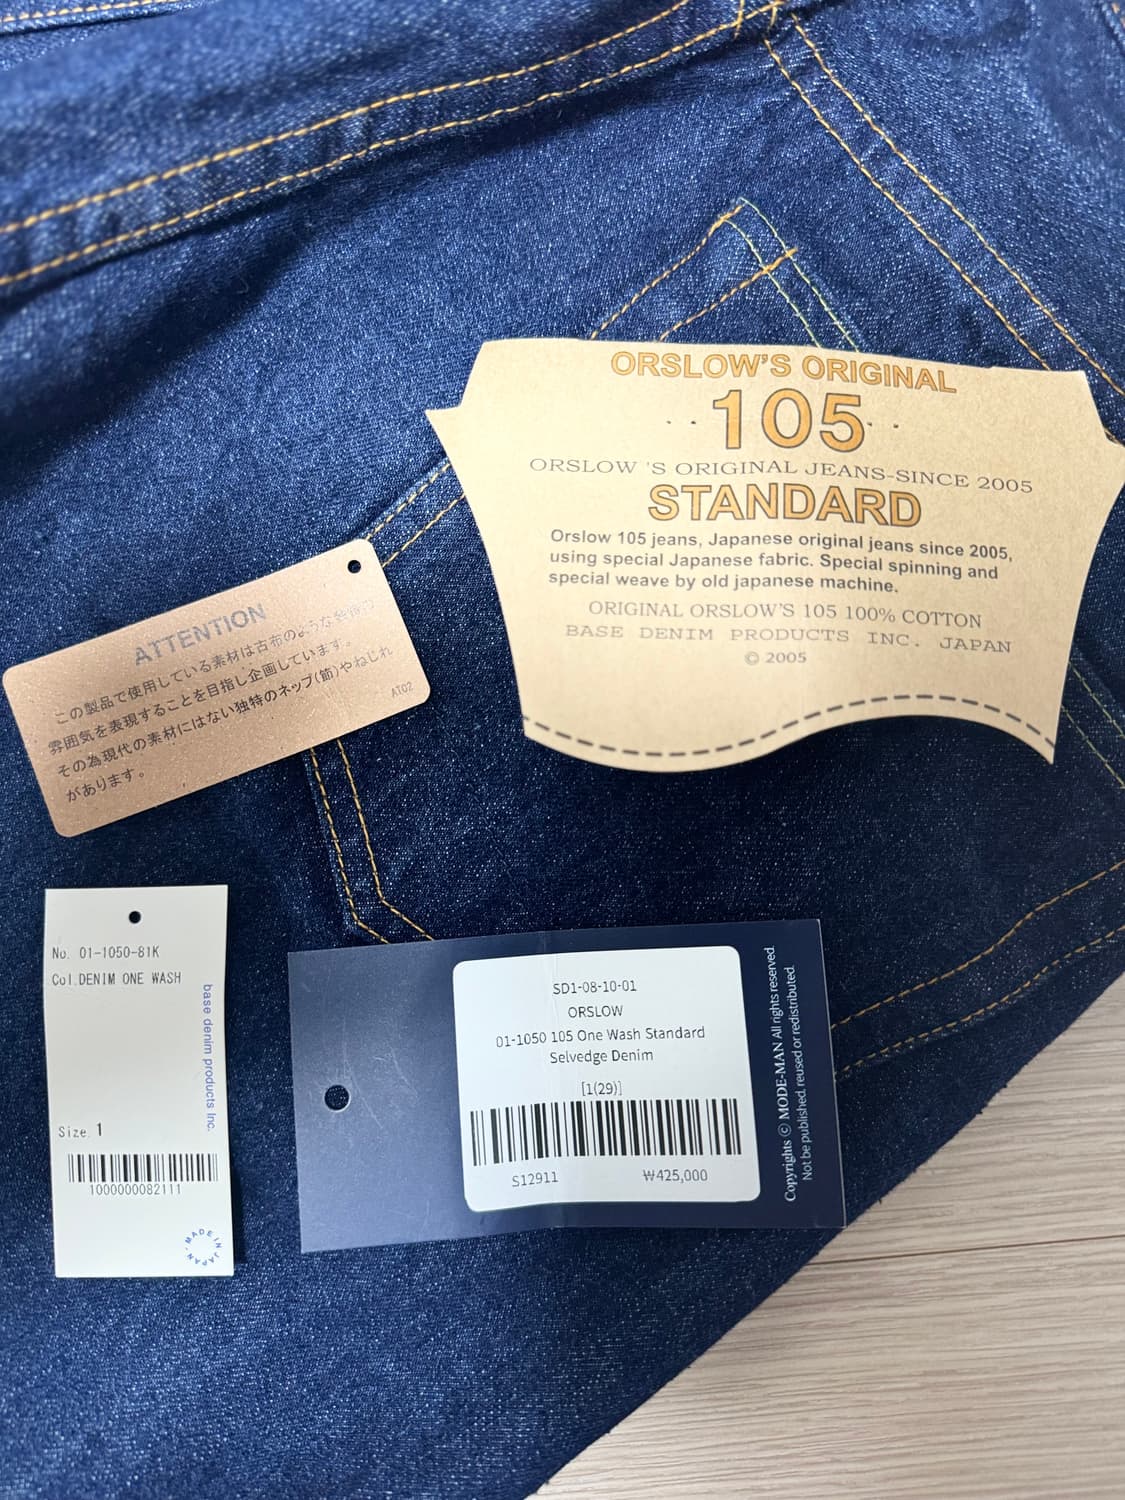 ORSLOW'S ORIGINAL
··105··
ORSLOW 'S ORIGINAL JEANS-SINCE 2005
STANDARD
Orslow 105 jeans, Japanese original jeans since 2005,
using special Japanese fabric. Special spinning and
special weave by old japanese machine.
ORIGINAL ORSLOW'S 105 100% COTTON
BASE DENIM PRODUCTS INC. JAPAN
© 2005
ATTENTION
この製品で使用している素材は古布のような
雰囲気を表現することを目指し企画しています。
その為現代の素材にはない独特のネップ(節)やねじれ
があります。
AT02
No. 01-1050-81K
Col.DENIM ONE WASH
base denim products Inc.
Size. 1
1000000082111
·MADE IN JAPAN
SD1-08-10-01
ORSLOW
01-1050 105 One Wash Standard
Selvedge Denim
[1(29)]
S12911 ₩425,000
Copyrights © MODE-MAN All rights reserved.
Not be published. reused or redistributed.